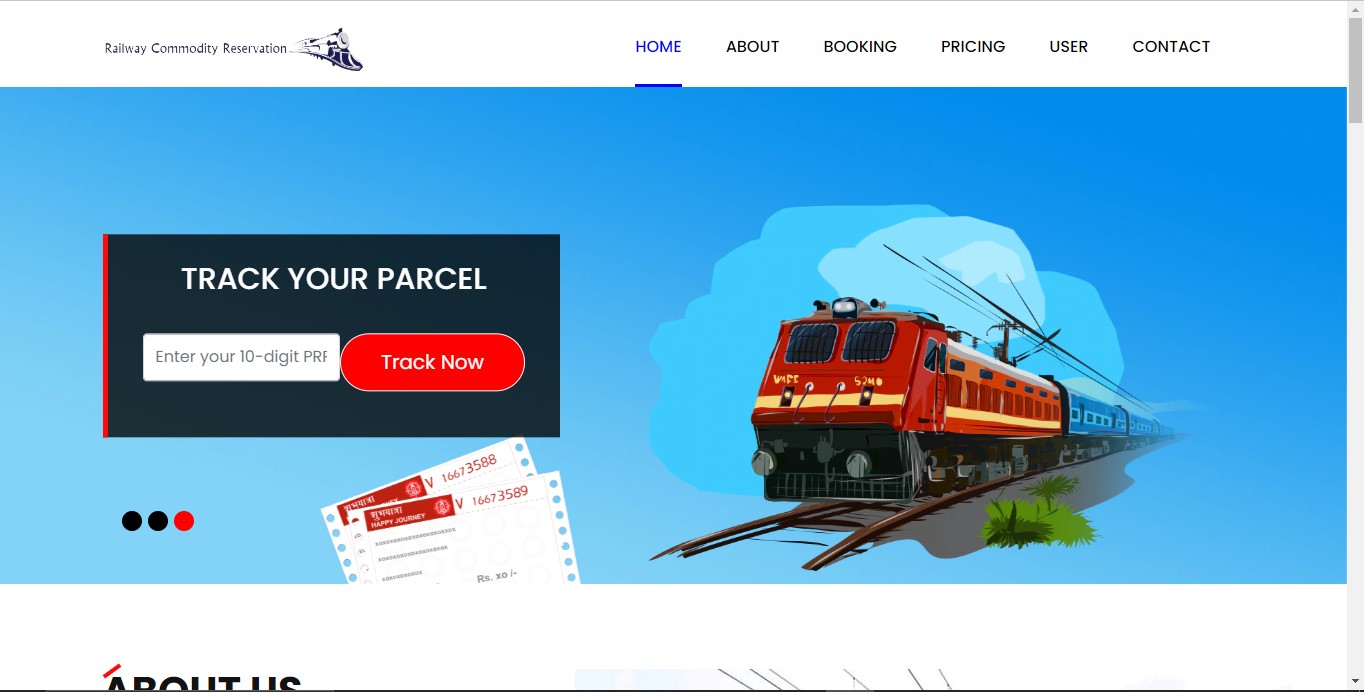 Railway Commodity Reservation
HOME
ABOUT
BOOKING
PRICING
USER
CONTACT
TRACK YOUR PARCEL
Enter your 10-digit PRF
Track Now
V 16673588
शुभयात्रा
V 16673589
शुभयात्रा
HAPPY JOURNEY
xoxoxoxoxoxoxoxoxoxoxo
Rs. xo /-
ABOUT US